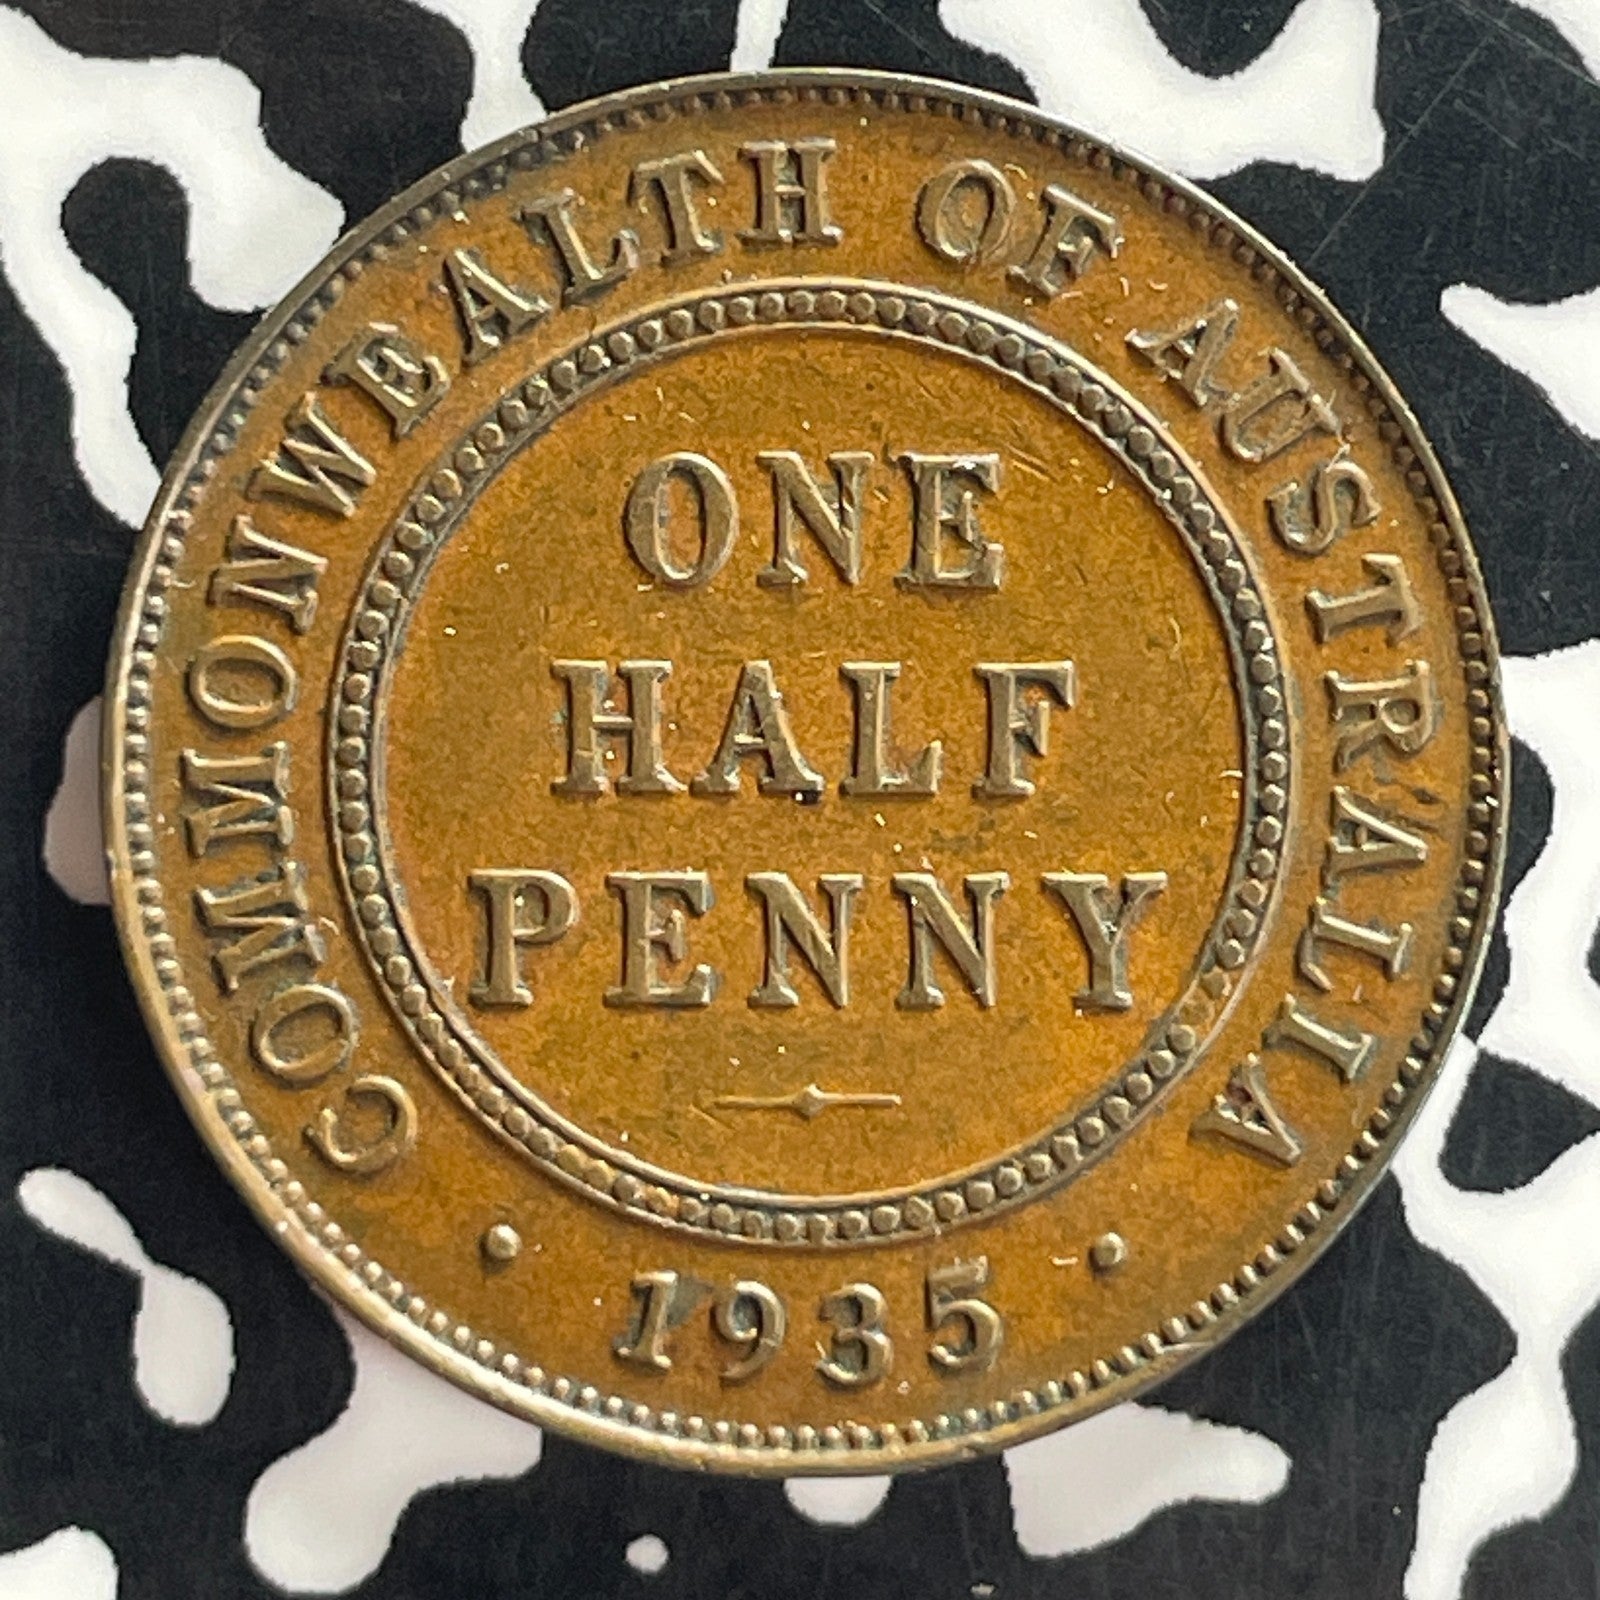 COMMONWEALTH OF AUSTRALIA
ONE
HALF
PENNY
· 1935 ·